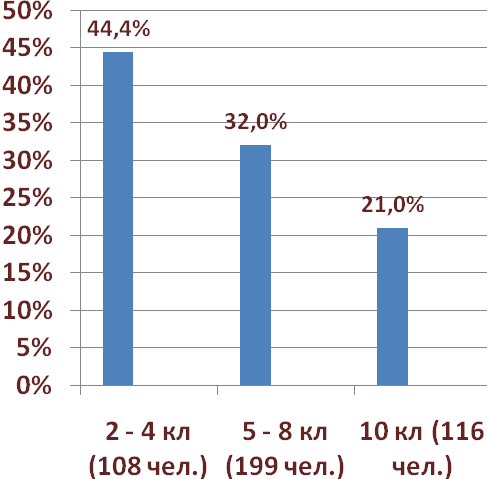 50%
45%
40%
35%
30%
25%
20%
15%
10%
5%
0%
44,4%
32,0%
21,0%
2 - 4 кл
(108 чел.)
5 - 8 кл
(199 чел.)
10 кл (116
чел.)